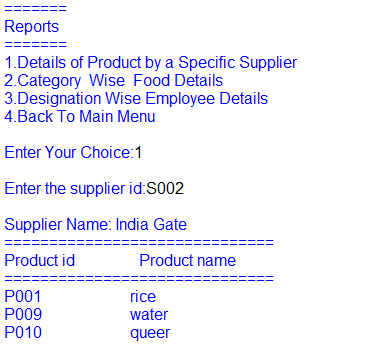 =======
Reports
=======
1.Details of Product by a Specific Supplier
2.Category  Wise  Food Details
3.Designation Wise Employee Details
4.Back To Main Menu
Enter Your Choice:1
Enter the supplier id:S002
Supplier Name: India Gate
==============================
Product id Product name
==============================
P001 rice
P009 water
P010 queer